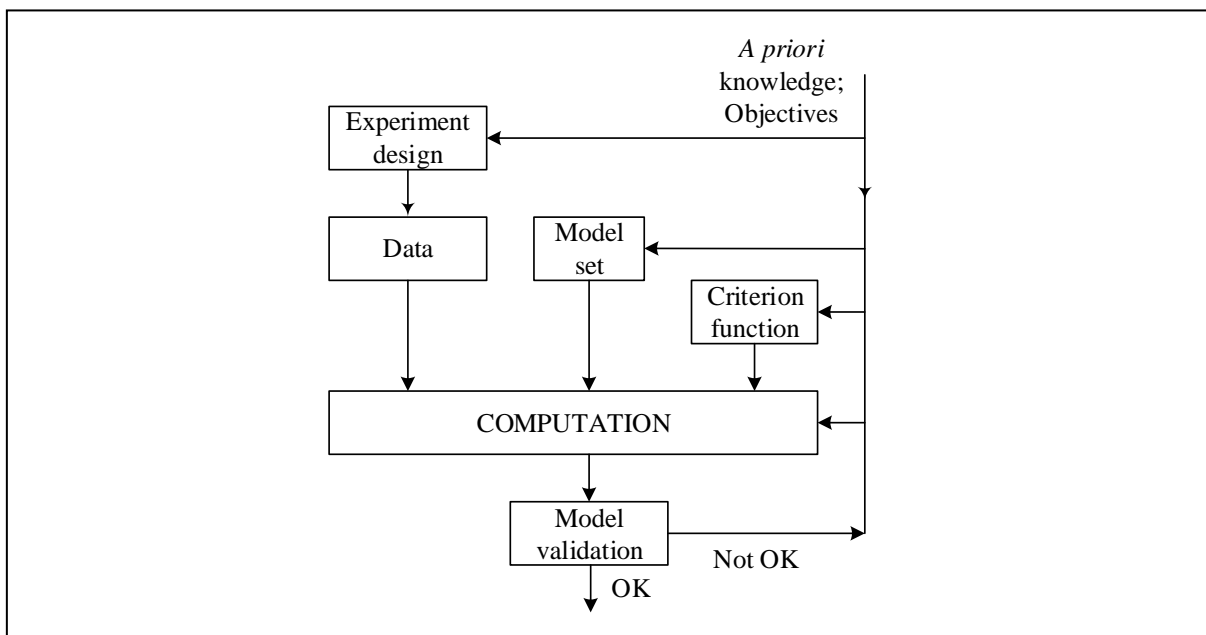 A priori
knowledge;
Objectives
Experiment
design
Data
Model
set
Criterion
function
COMPUTATION
Model
validation
Not OK
OK